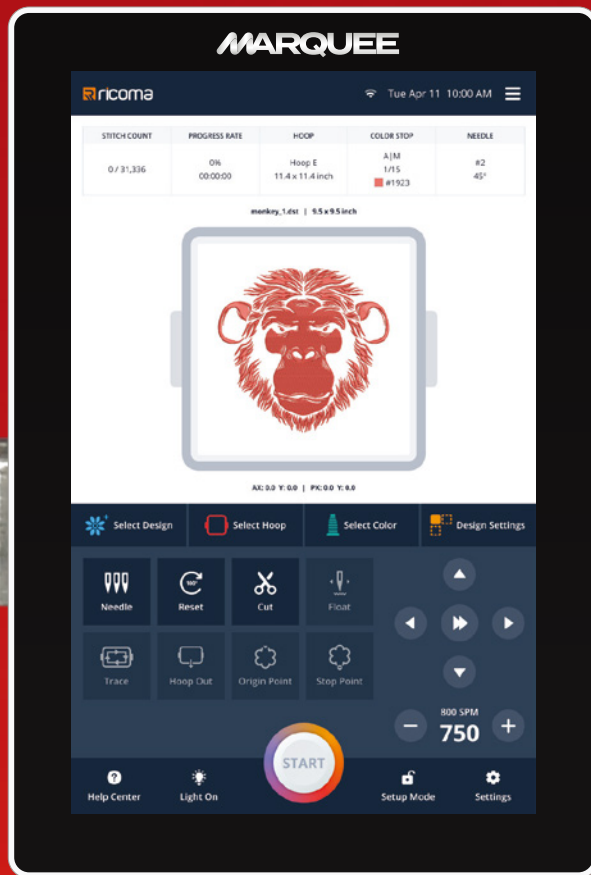 MARQUEE
ricoma
Tue Apr 11 10:00 AM
STITCH COUNT
PROGRESS RATE
HOOP
COLOR STOP
NEEDLE
0 / 31,336
0%
00:00:00
Hoop E
11.4 x 11.4 inch
A|M
1/15
#1923
#2
45°
monkey_1.dst | 9.5 x 9.5 inch
AX: 0.0 Y: 0.0 | PX: 0.0 Y: 0.0
Select Design
Select Hoop
Select Color
Design Settings
Needle
180°
Reset
Cut
Float
Trace
Hoop Out
Origin Point
Stop Point
800 SPM
750
START
Help Center
Light On
Setup Mode
Settings